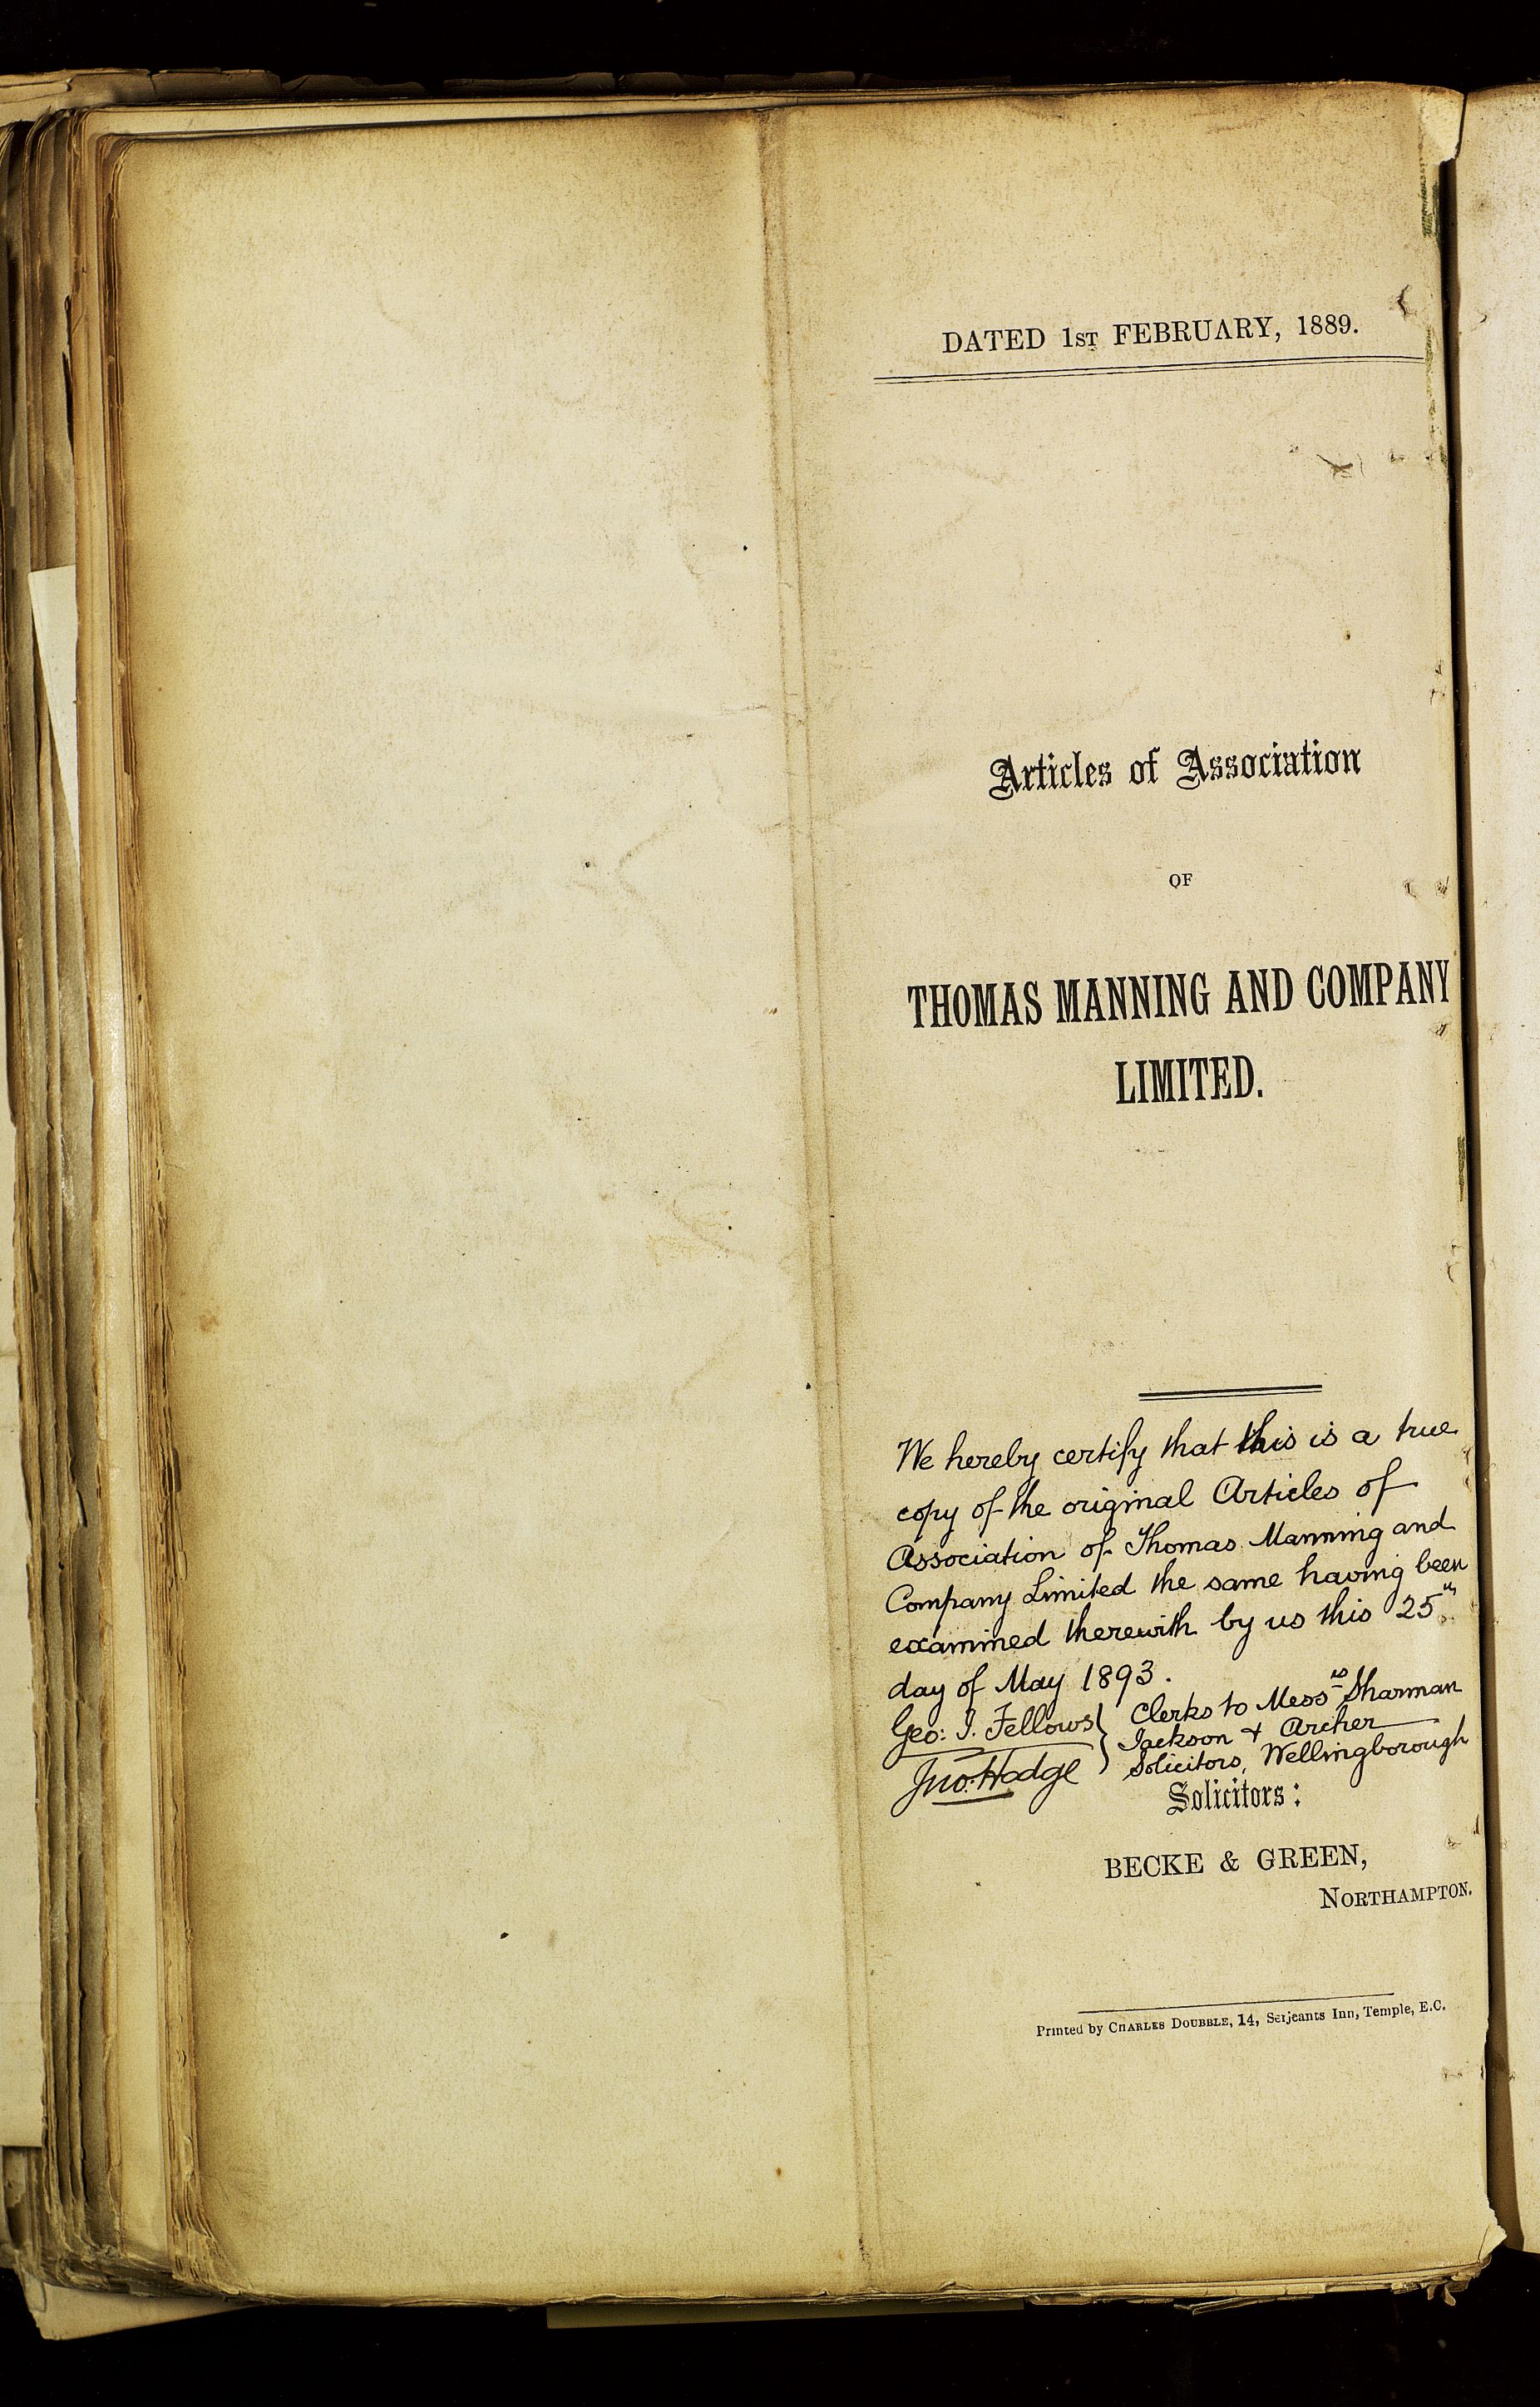 DATED 1ST FEBRUARY, 1889.
Articles of Association
OF
THOMAS MANNING AND COMPANY
LIMITED.
We hereby certify that this is a true
copy of the original Articles of
Association of Thomas Manning and
Company Limited the same having been
examined therewith by us this 25th
day of May 1893.
Geo: I. Fellows } Clerks to Messrs Sharman
Jackson & Archer
Jno. Hodge Solicitors, Wellingborough
Solicitors:
BECKE & GREEN,
NORTHAMPTON.
Printed by CHARLES DOUBBLE, 14, Serjeants Inn, Temple, E.C.